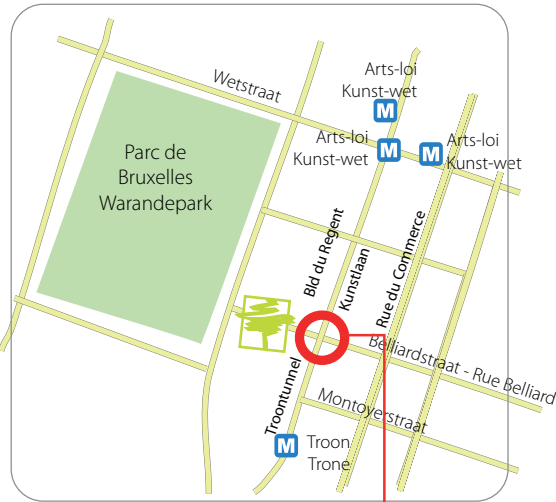 Wetstraat
Arts-loi
Kunst-wet
M
Arts-loi
Kunst-wet
M
M
Arts-loi
Kunst-wet
Parc de
Bruxelles
Warandepark
Bld du Regent
Kunstlaan
Rue du Commerce
Belliardstraat - Rue Belliard
Troontunnel
Montoyerstraat
M
Troon
Trone